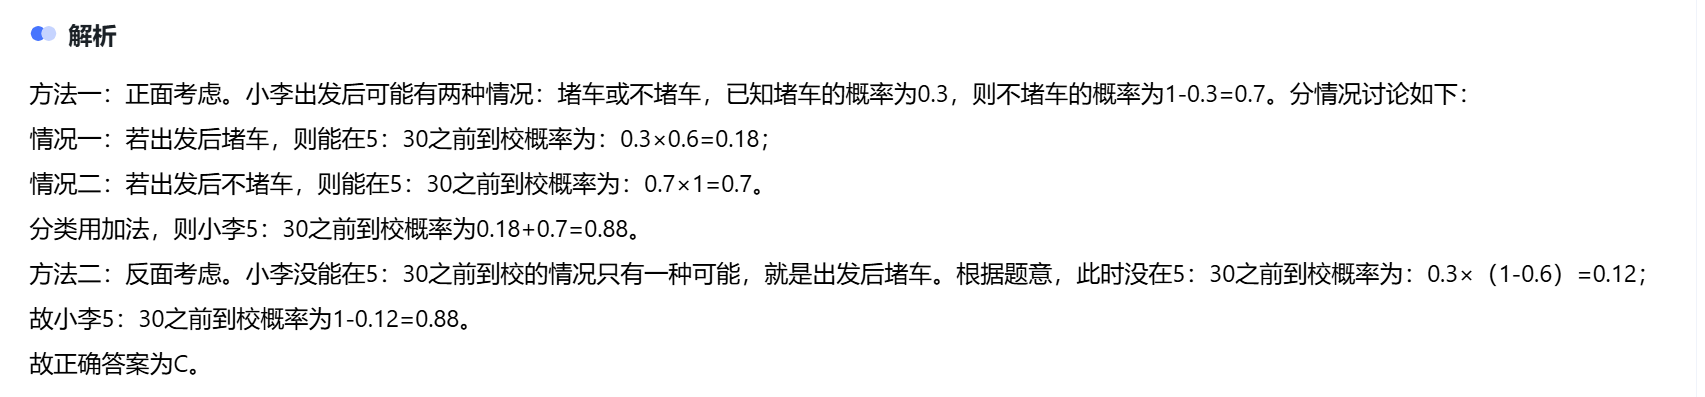 解析
方法一：正面考虑。小李出发后可能有两种情况：堵车或不堵车，已知堵车的概率为0.3，则不堵车的概率为1-0.3=0.7。分情况讨论如下：
情况一：若出发后堵车，则能在5：30之前到校概率为：0.3×0.6=0.18；
情况二：若出发后不堵车，则能在5：30之前到校概率为：0.7×1=0.7。
分类用加法，则小李5：30之前到校概率为0.18+0.7=0.88。
方法二：反面考虑。小李没能在5：30之前到校的情况只有一种可能，就是出发后堵车。根据题意，此时没在5：30之前到校概率为：0.3×（1-0.6）=0.12；
故小李5：30之前到校概率为1-0.12=0.88。
故正确答案为C。